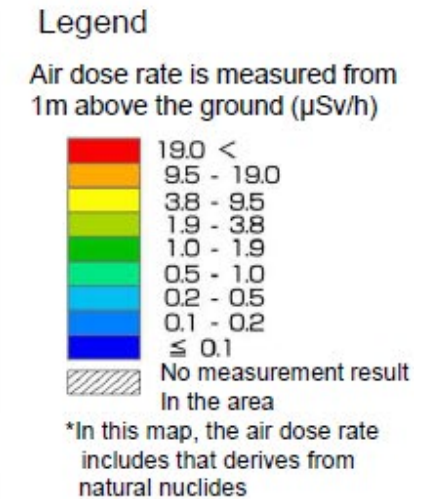 Legend
Air dose rate is measured from
1m above the ground (μSv/h)
19.0 <
9.5 - 19.0
3.8 - 9.5
1.9 - 3.8
1.0 - 1.9
0.5 - 1.0
0.2 - 0.5
0.1 - 0.2
≦ 0.1
No measurement result
In the area
*In this map, the air dose rate
includes that derives from
natural nuclides